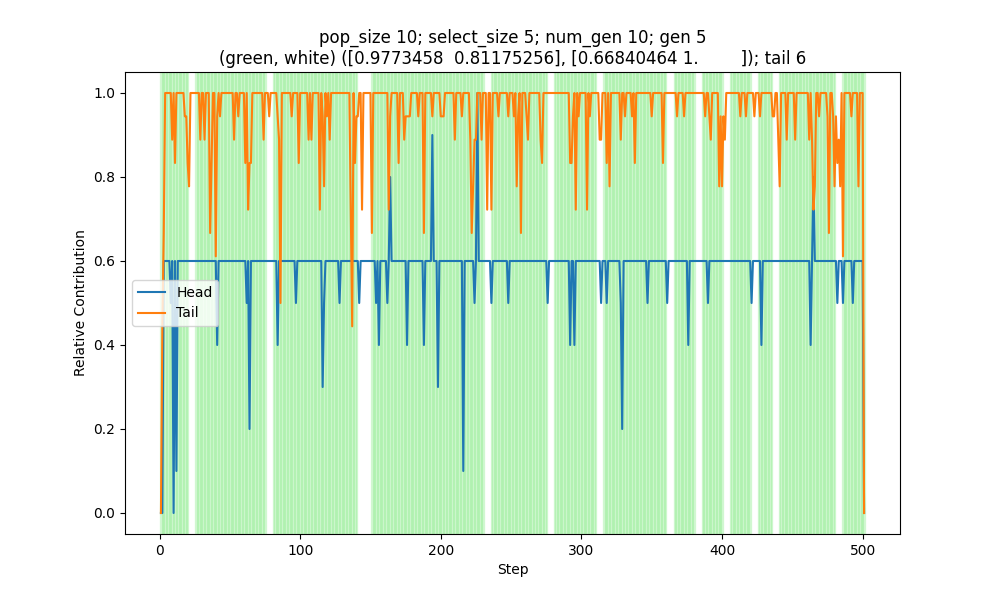 pop_size 10; select_size 5; num_gen 10; gen 5
(green, white) ([0.9773458  0.81175256], [0.66840464 1.        ]); tail 6
1.0
0.8
0.6
0.4
0.2
0.0
Relative Contribution
Head
Tail
0
100
200
300
400
500
Step